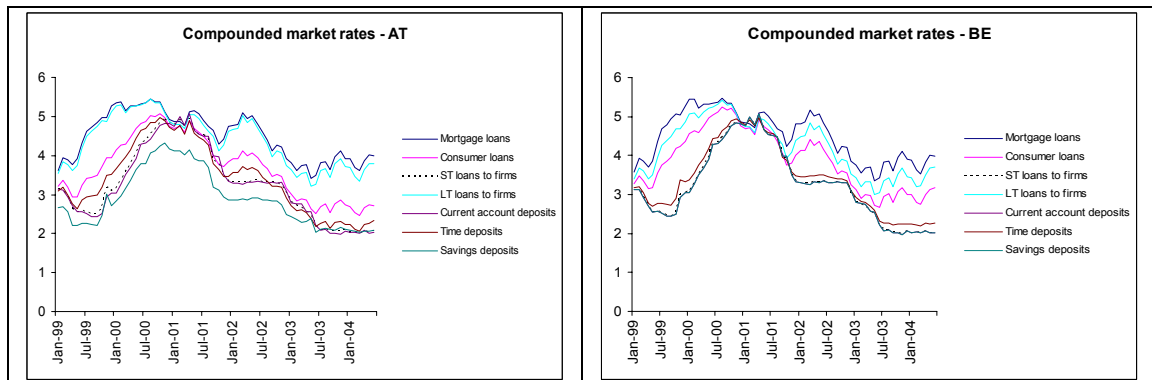 Compounded market rates - AT
6
5
4
3
2
1
0
Jan-99
Jul-99
Jan-00
Jul-00
Jan-01
Jul-01
Jan-02
Jul-02
Jan-03
Jul-03
Jan-04
Mortgage loans
Consumer loans
ST loans to firms
LT loans to firms
Current account deposits
Time deposits
Savings deposits
Compounded market rates - BE
6
5
4
3
2
1
0
Jan-99
Jul-99
Jan-00
Jul-00
Jan-01
Jul-01
Jan-02
Jul-02
Jan-03
Jul-03
Jan-04
Mortgage loans
Consumer loans
ST loans to firms
LT loans to firms
Current account deposits
Time deposits
Savings deposits